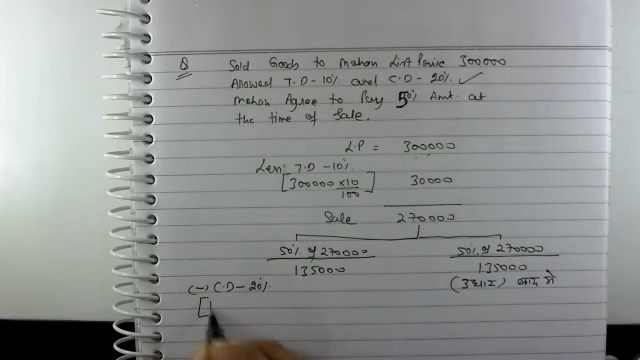 Q Sold Goods to Mohan List Price 300000
Allowed T.D-10% and C.D-20%
Mohan Agree to Pay 50% Amt. at
the time of Sale.
L.P = 300000
Less: T.D-10%
[300000 × 10/100] 30000
Sale 270000
50% of 270000 50% of 270000
135000 135000
(-) C.D-20% (उधार) बाद में
[